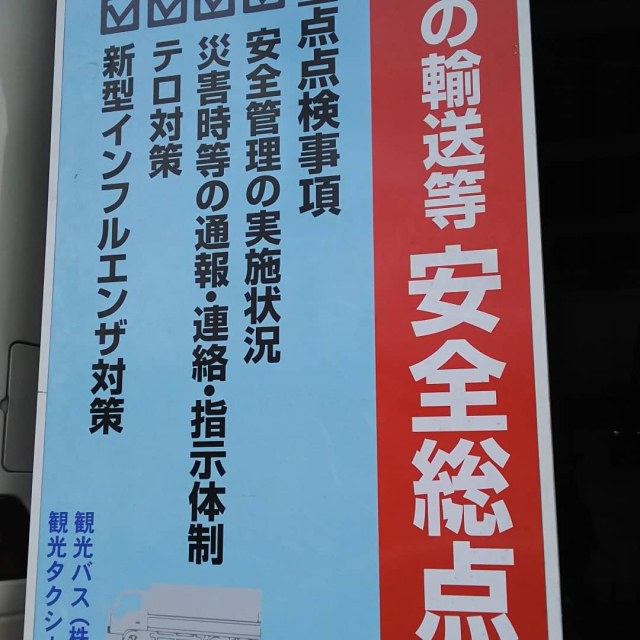 の輸送等安全総点
点点検事項
安全管理の実施状況
災害時等の通報・連絡・指示体制
テロ対策
新型インフルエンザ対策
観光バス(株
観光タクシー